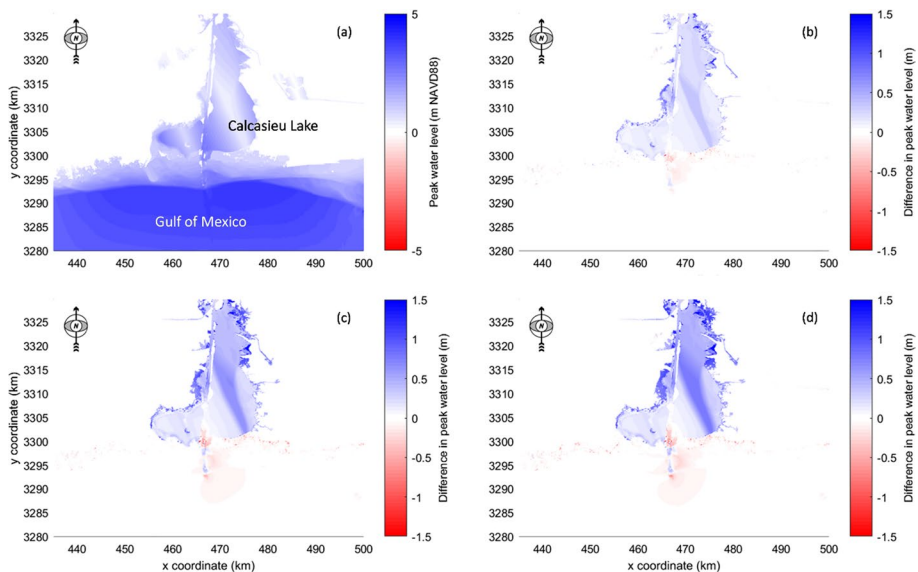 3325
3320
3315
3310
3305
3300
3295
3290
3285
3280
y coordinate (km)
N
(a)
Calcasieu Lake
Gulf of Mexico
440 450 460 470 480 490 500
5
0
-5
Peak water level (m NAVD88)
3325
3320
3315
3310
3305
3300
3295
3290
3285
3280
N
(b)
440 450 460 470 480 490 500
1.5
1
0.5
0
-0.5
-1
-1.5
Difference in peak water level (m)
3325
3320
3315
3310
3305
3300
3295
3290
3285
3280
y coordinate (km)
N
(c)
440 450 460 470 480 490 500
x coordinate (km)
1.5
1
0.5
0
-0.5
-1
-1.5
Difference in peak water level (m)
3325
3320
3315
3310
3305
3300
3295
3290
3285
3280
N
(d)
440 450 460 470 480 490 500
x coordinate (km)
1.5
1
0.5
0
-0.5
-1
-1.5
Difference in peak water level (m)